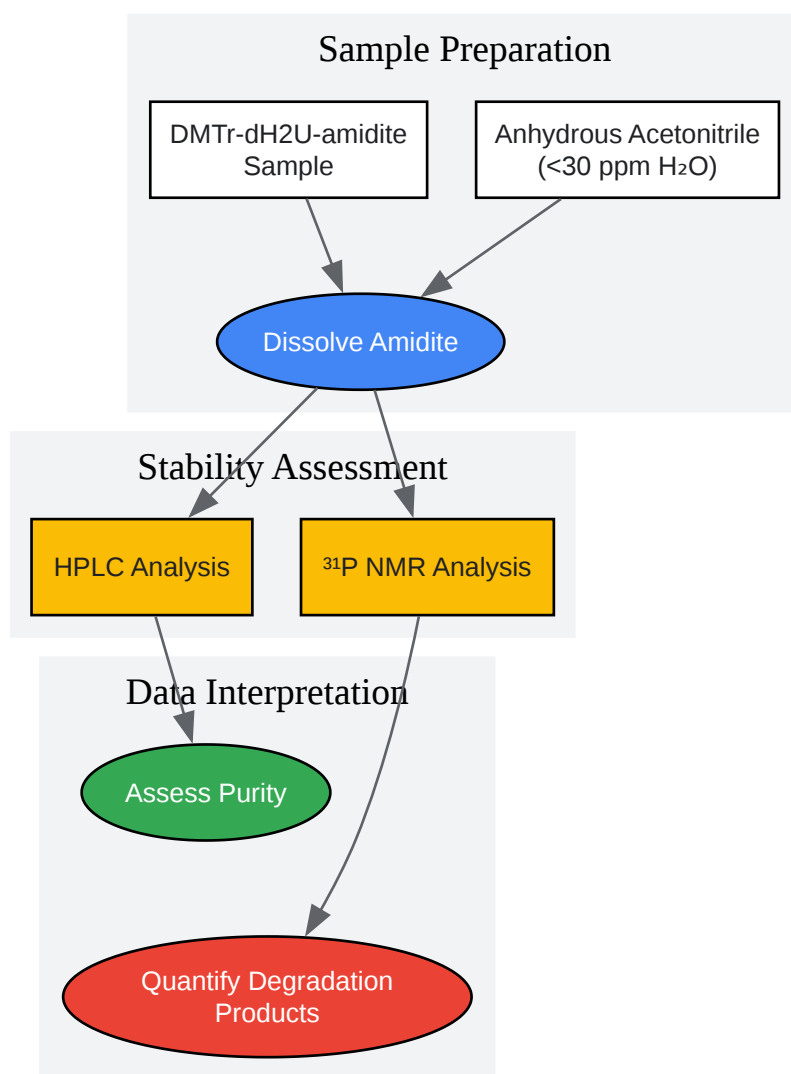 Sample Preparation
DMTr-dH2U-amidite
Sample
Anhydrous Acetonitrile
(<30 ppm H₂O)
Dissolve Amidite
Stability Assessment
HPLC Analysis
³¹P NMR Analysis
Data Interpretation
Assess Purity
Quantify Degradation
Products